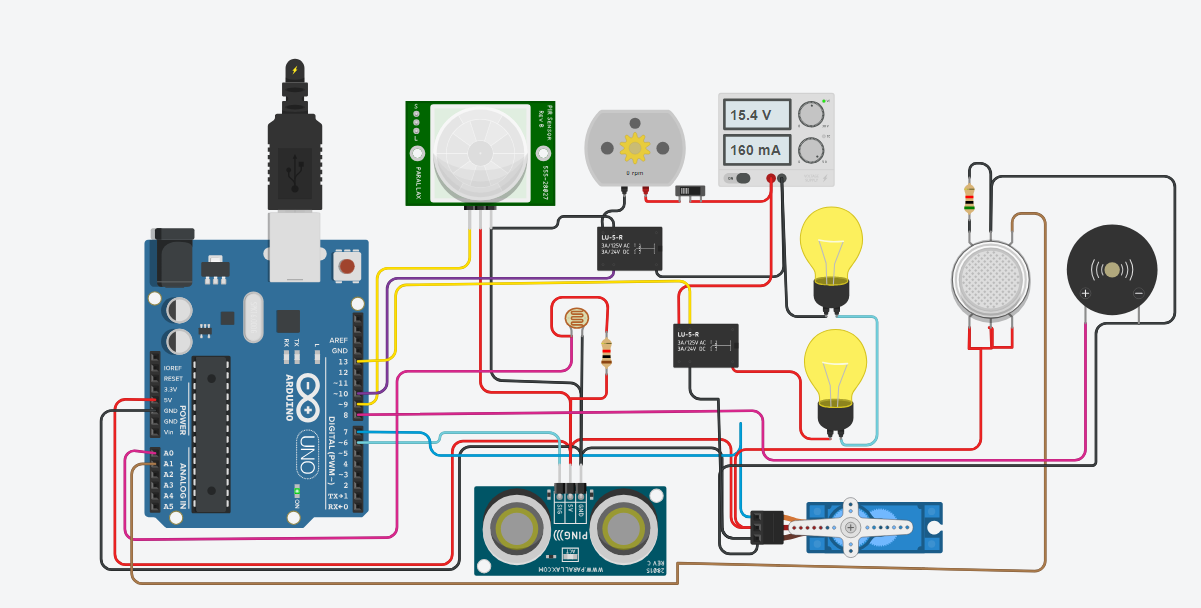 S
L
PIR Sensor
Rev B
PARALLAX
555-28027
0 rpm
15.4 V
160 mA
ON
LU-5-R
3A/125V AC
3A/24V DC
LU-5-R
3A/125V AC
3A/24V DC
RX
TX
L
AREF
GND
13
12
~11
~10
~9
8
7
~6
~5
4
~3
2
TX→1
RX←0
IOREF
RESET
3.3V
5V
GND
GND
Vin
A0
A1
A2
A3
A4
A5
POWER
ANALOG IN
ARDUINO
UNO
DIGITAL (PWM~)
ON
+
−
SIG
5V
GND
PING)))
ACT
WWW.PARALLAX.COM
28015
REV C